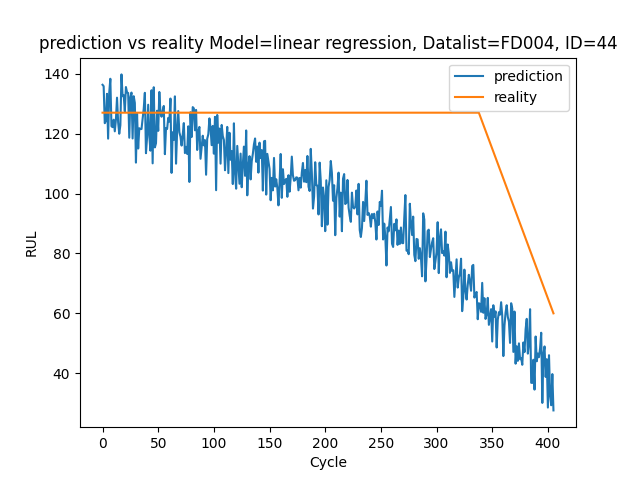 prediction vs reality Model=linear regression, Datalist=FD004, ID=44
prediction
reality
RUL
140
120
100
80
60
40
0 50 100 150 200 250 300 350 400
Cycle